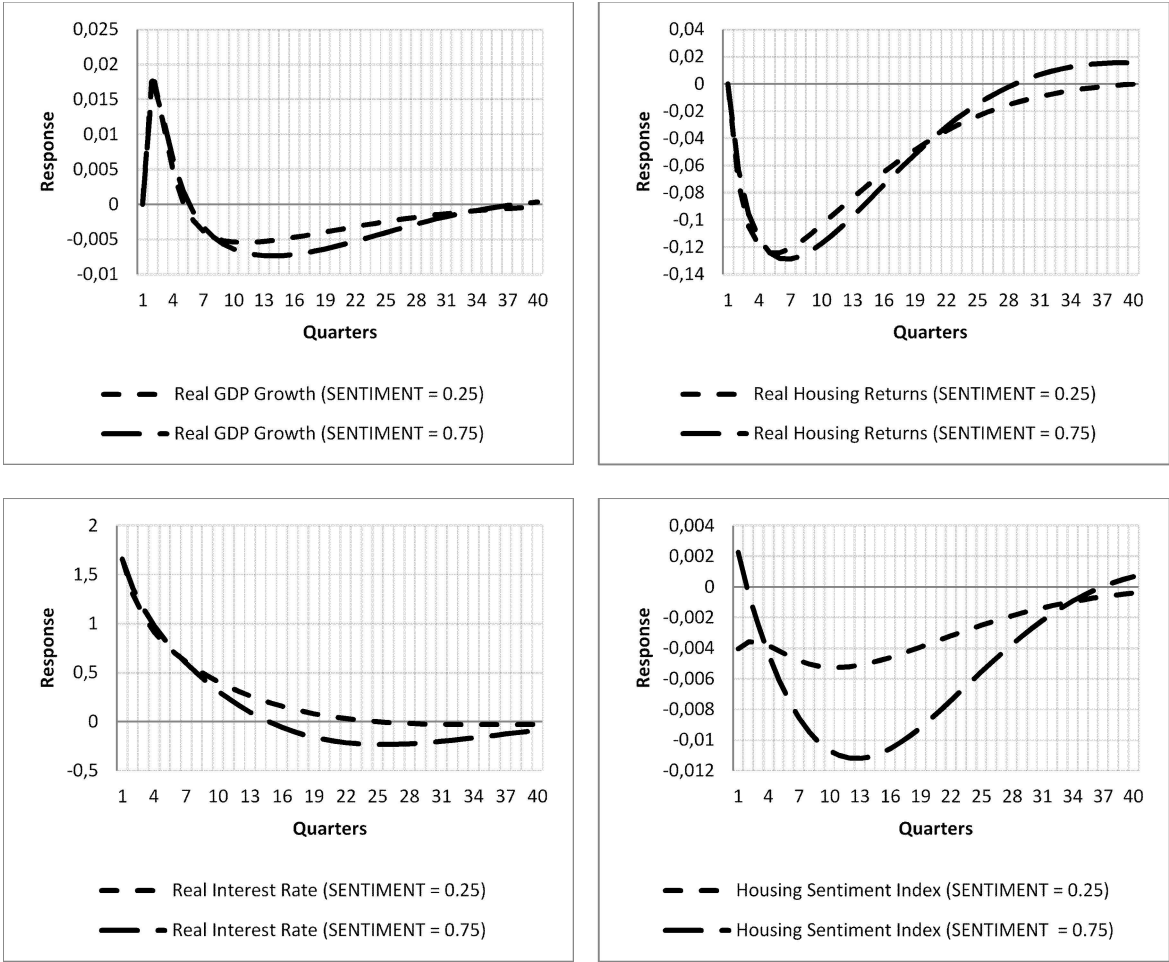 0,025
0,02
0,015
0,01
0,005
0
-0,005
-0,01
Response
1 4 7 10 13 16 19 22 25 28 31 34 37 40
Quarters
Real GDP Growth (SENTIMENT = 0.25)
Real GDP Growth (SENTIMENT = 0.75)
0,04
0,02
0
-0,02
-0,04
-0,06
-0,08
-0,1
-0,12
-0,14
Response
1 4 7 10 13 16 19 22 25 28 31 34 37 40
Quarters
Real Housing Returns (SENTIMENT = 0.25)
Real Housing Returns (SENTIMENT = 0.75)
2
1,5
1
0,5
0
-0,5
Response
1 4 7 10 13 16 19 22 25 28 31 34 37 40
Quarters
Real Interest Rate (SENTIMENT = 0.25)
Real Interest Rate (SENTIMENT = 0.75)
0,004
0,002
0
-0,002
-0,004
-0,006
-0,008
-0,01
-0,012
Response
1 4 7 10 13 16 19 22 25 28 31 34 37 40
Quarters
Housing Sentiment Index (SENTIMENT = 0.25)
Housing Sentiment Index (SENTIMENT = 0.75)